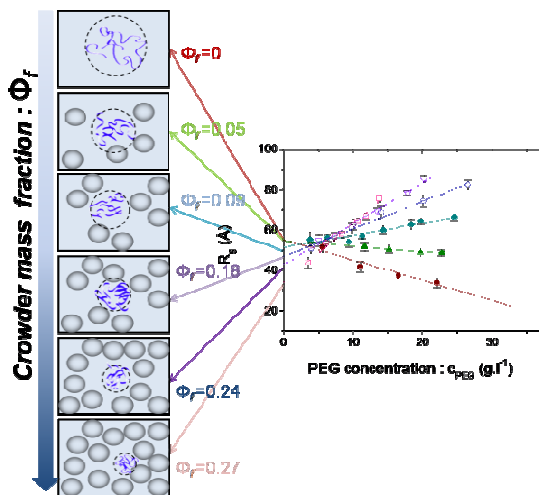 Crowder mass fraction : Φf
Φf=0
Φf=0.05
Φf=0.09
Φf=0.18
Φf=0.24
Φf=0.27
100
80
60
40
20
Rg (Å)
0
10
20
30
PEG concentration : cPEG (g.l-1)